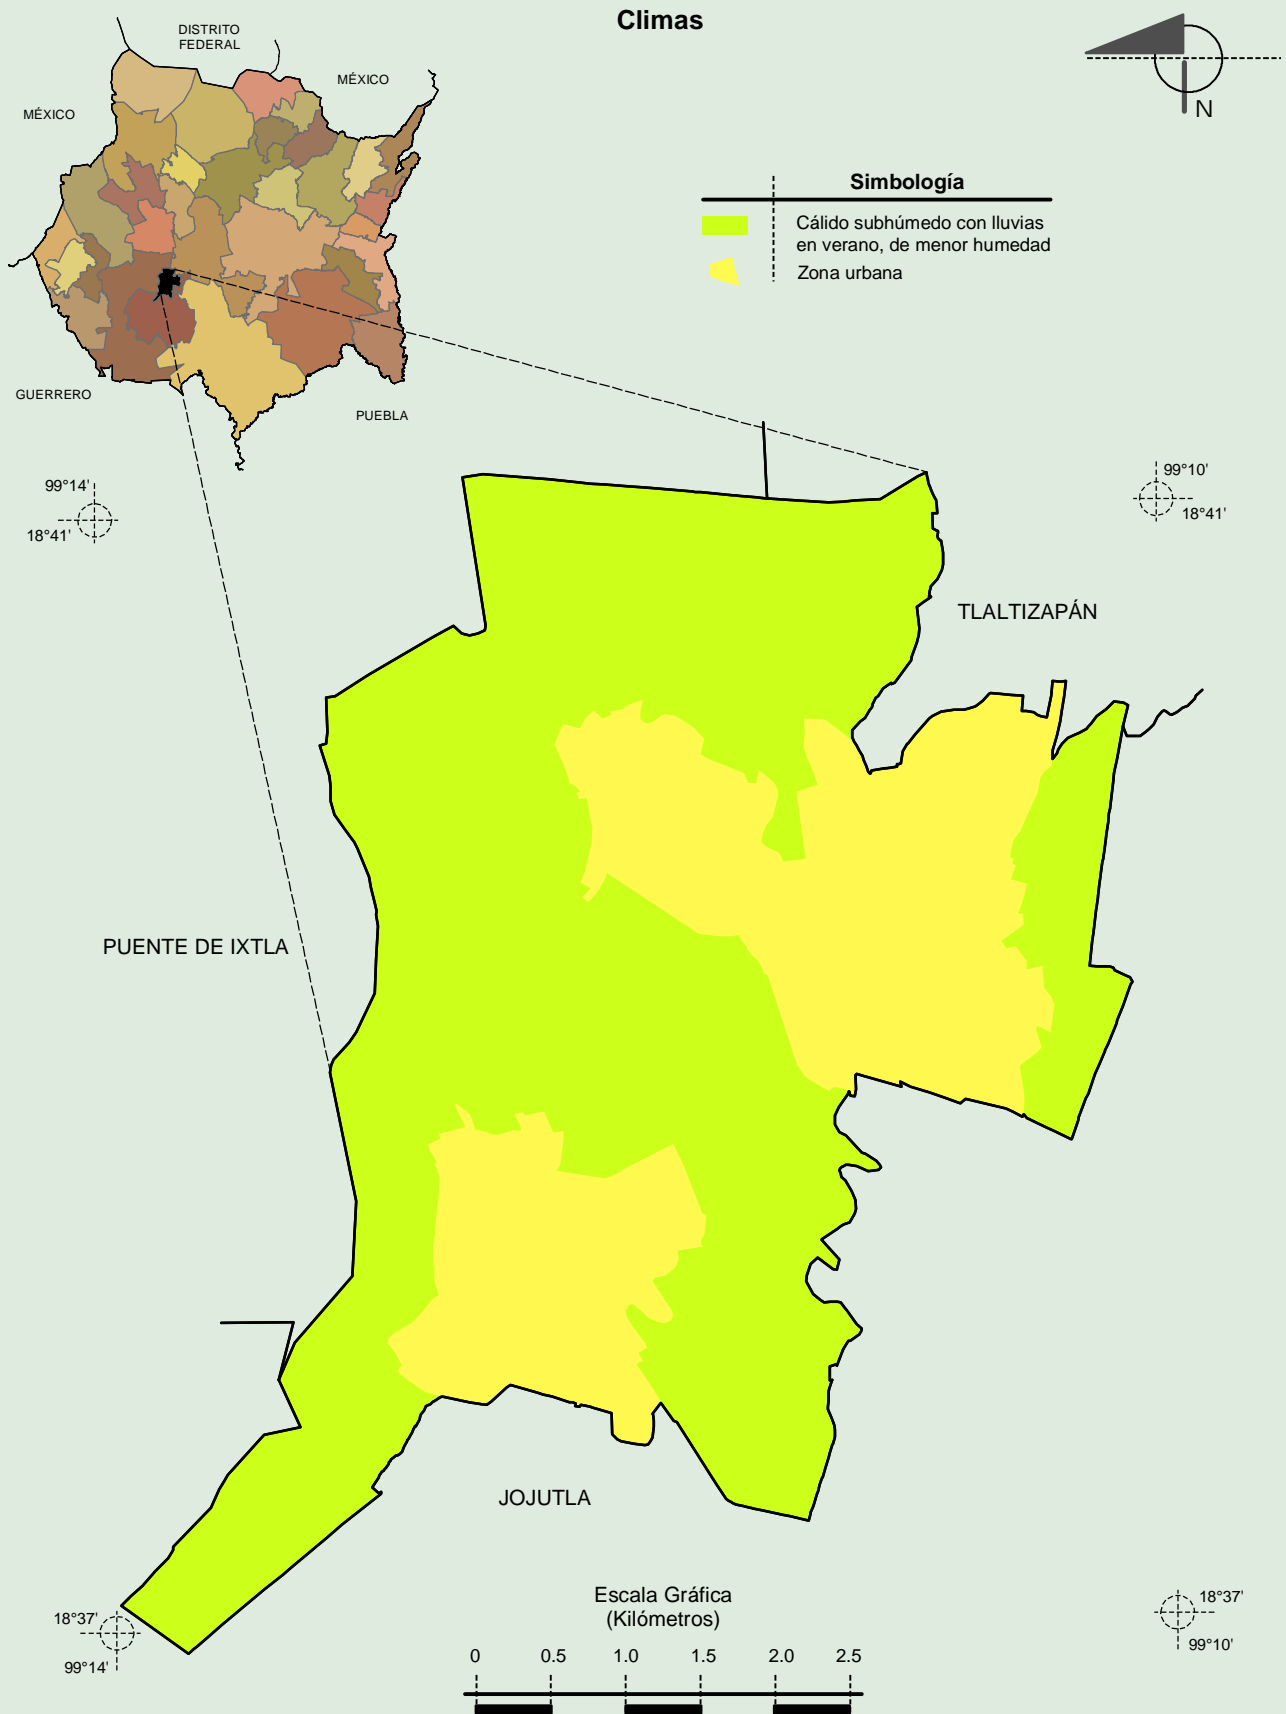 Climas
DISTRITO
FEDERAL
MÉXICO
MÉXICO
N
Simbología
Cálido subhúmedo con lluvias
en verano, de menor humedad
Zona urbana
GUERRERO
PUEBLA
99°14'
18°41'
99°10'
18°41'
TLALTIZAPÁN
PUENTE DE IXTLA
JOJUTLA
18°37'
99°14'
18°37'
99°10'
Escala Gráfica
(Kilómetros)
0 0.5 1.0 1.5 2.0 2.5